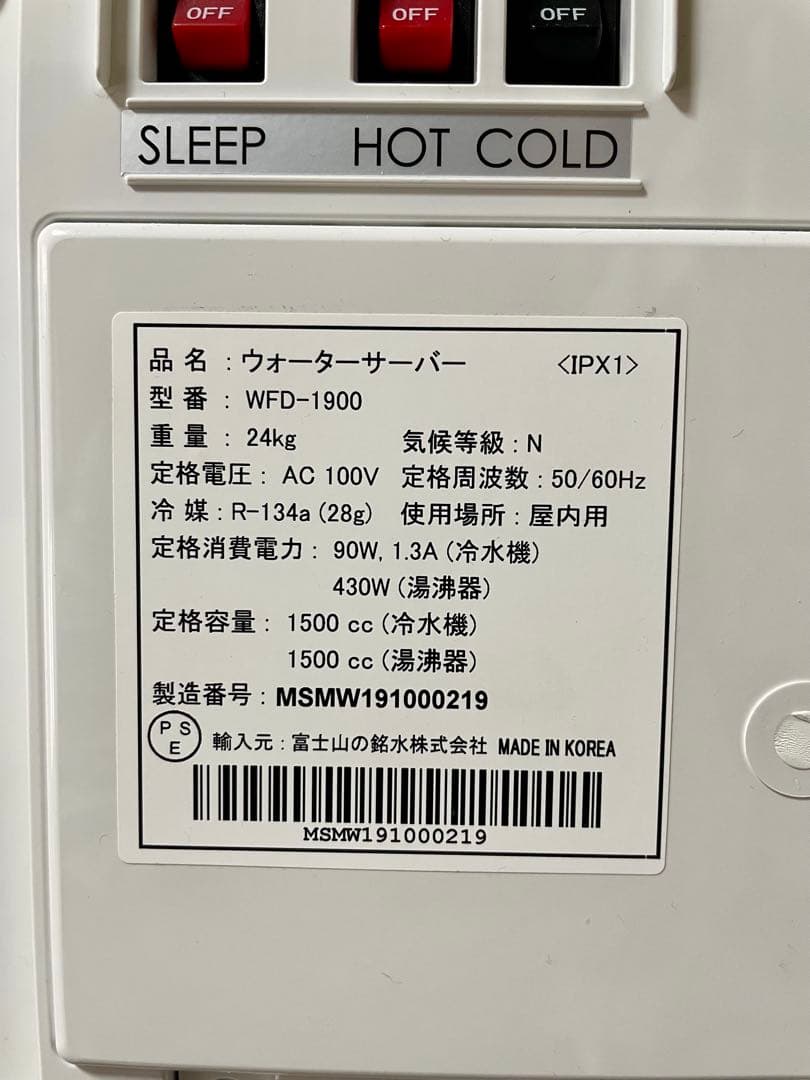 OFF OFF OFF
SLEEP HOT COLD
品 名 : ウォーターサーバー <IPX1>
型 番 : WFD-1900
重 量 : 24kg 気候等級 : N
定格電圧 : AC 100V 定格周波数 : 50/60Hz
冷 媒 : R-134a (28g) 使用場所 : 屋内用
定格消費電力 : 90W, 1.3A (冷水機)
430W (湯沸器)
定格容量 : 1500 cc (冷水機)
1500 cc (湯沸器)
製造番号 : MSMW191000219
PSE 輸入元 : 富士山の銘水株式会社 MADE IN KOREA
MSMW191000219